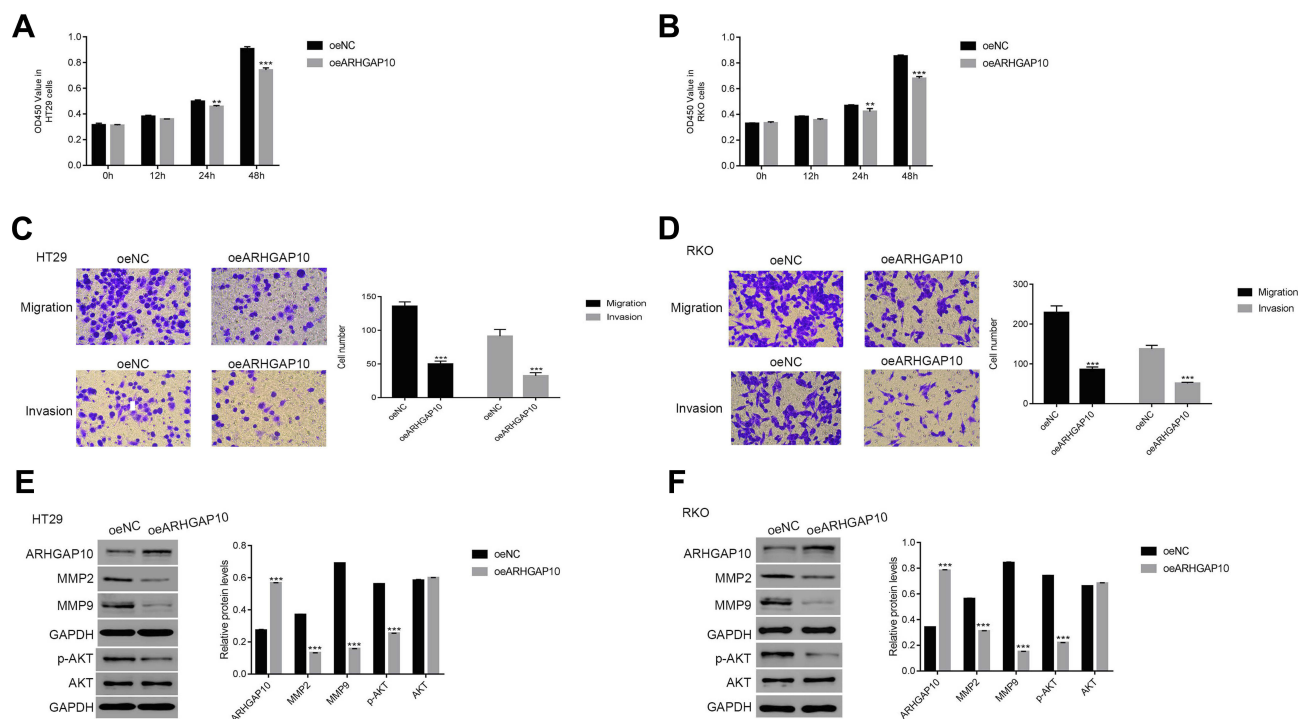 A
OD450 Value in
HT29 cells
1.0
0.8
0.6
0.4
0.2
0.0
**
***
0h 12h 24h 48h
oeNC
oeARHGAP10
B
OD450 Value in
RKO cells
1.0
0.8
0.6
0.4
0.2
0.0
**
***
0h 12h 24h 48h
oeNC
oeARHGAP10
C
HT29
oeNC oeARHGAP10
Migration
oeNC oeARHGAP10
Invasion
Cell number
150
100
50
0
***
***
oeNC oeARHGAP10 oeNC oeARHGAP10
Migration
Invasion
D
RKO
oeNC oeARHGAP10
Migration
oeNC oeARHGAP10
Invasion
Cell number
300
200
100
0
***
***
oeNC oeARHGAP10 oeNC oeARHGAP10
Migration
Invasion
E
HT29
oeNC oeARHGAP10
ARHGAP10
MMP2
MMP9
GAPDH
p-AKT
AKT
GAPDH
Relative protein levels
0.8
0.6
0.4
0.2
0.0
***
***
***
***
ARHGAP10 MMP2 MMP9 p-AKT AKT
oeNC
oeARHGAP10
F
RKO
oeNC oeARHGAP10
ARHGAP10
MMP2
MMP9
GAPDH
p-AKT
AKT
GAPDH
Relative protein levels
1.0
0.8
0.6
0.4
0.2
0.0
***
***
***
***
ARHGAP10 MMP2 MMP9 p-AKT AKT
oeNC
oeARHGAP10